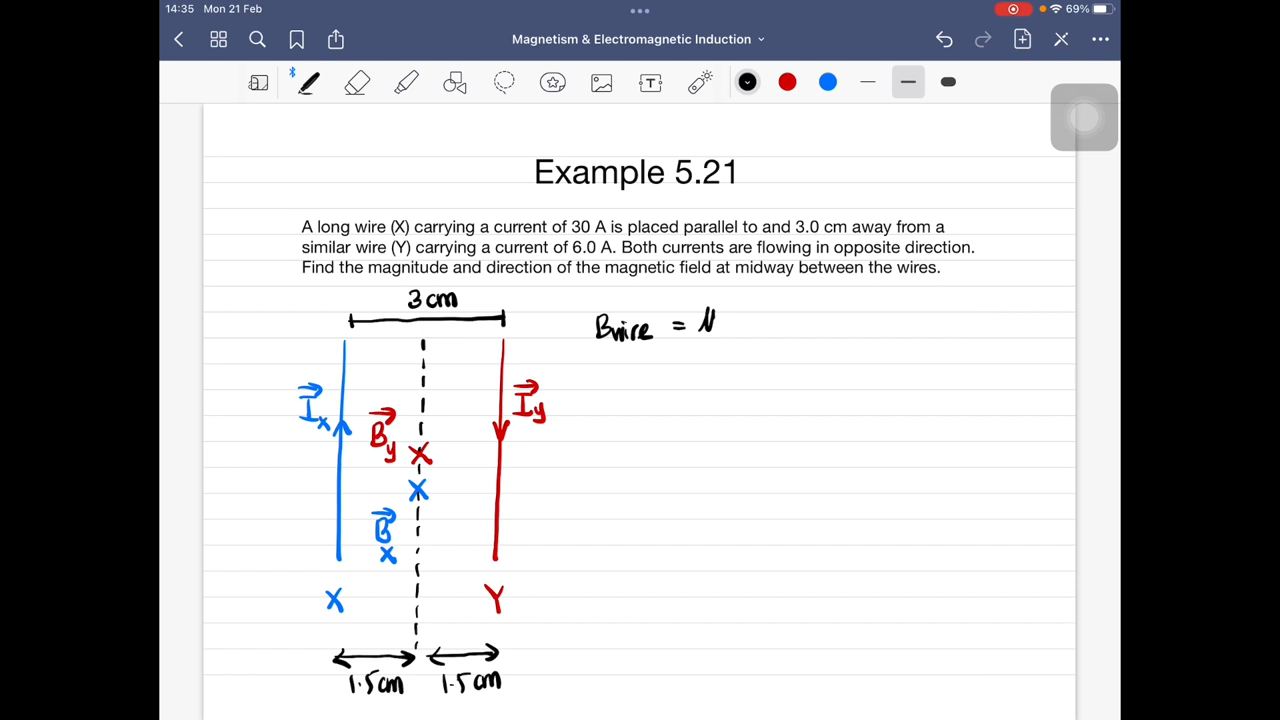 14:35 Mon 21 Feb
69%
Magnetism & Electromagnetic Induction
T
Example 5.21
A long wire (X) carrying a current of 30 A is placed parallel to and 3.0 cm away from a
similar wire (Y) carrying a current of 6.0 A. Both currents are flowing in opposite direction.
Find the magnitude and direction of the magnetic field at midway between the wires.
3 cm
Bwire =
Ix
Iy
By
X
X
Bx
X
Y
1.5cm 1.5cm